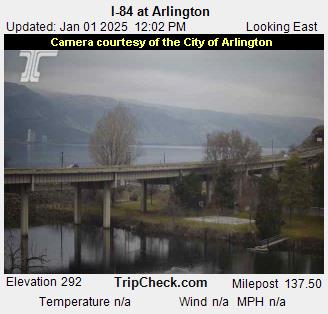 I-84 at Arlington
Updated: Jan 01 2025 12:02 PM Looking East
Camera courtesy of the City of Arlington
Elevation 292 TripCheck.com Milepost 137.50
Temperature n/a Wind n/a MPH n/a